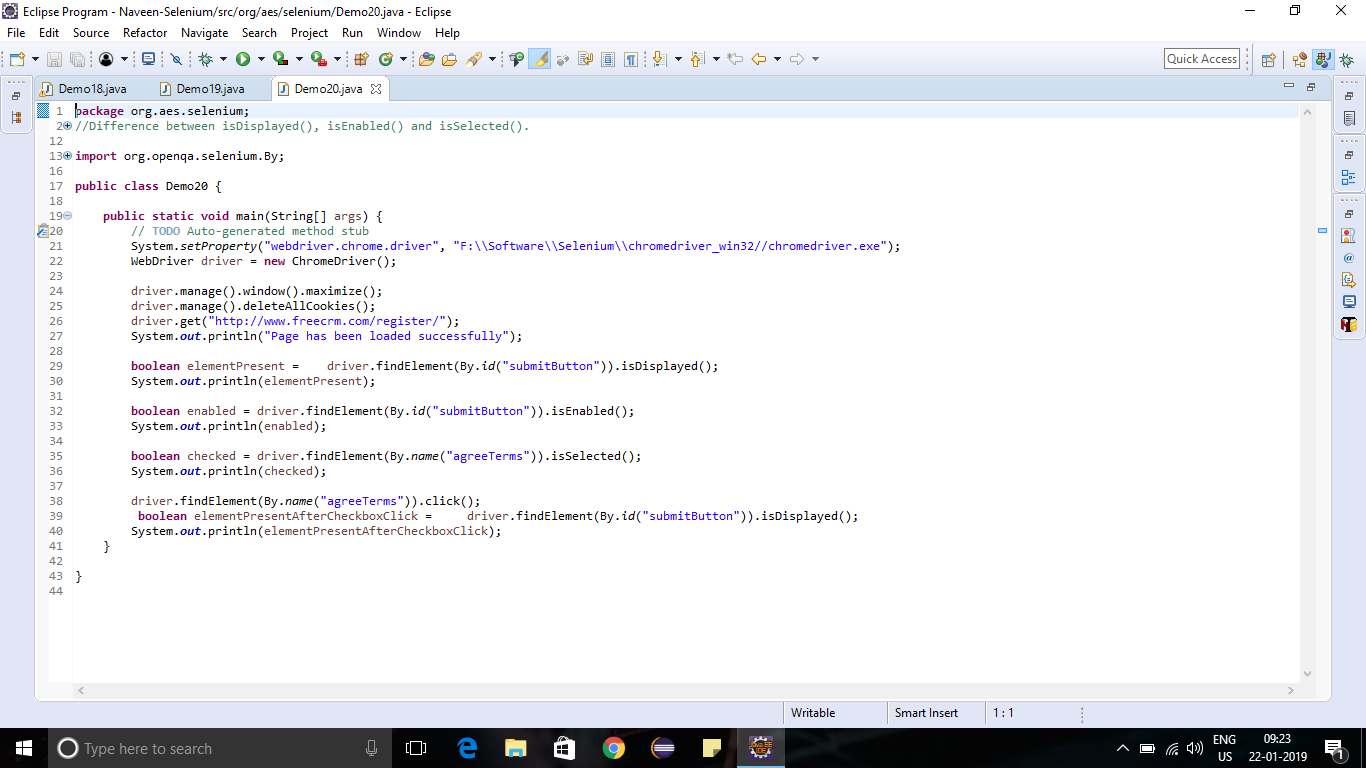 Eclipse Program - Naveen-Selenium/src/org/aes/selenium/Demo20.java - Eclipse
File Edit Source Refactor Navigate Search Project Run Window Help
Quick Access
Demo18.java Demo19.java Demo20.java
1 package org.aes.selenium;
2 //Difference between isDisplayed(), isEnabled() and isSelected().
12
13 import org.openqa.selenium.By;
16
17 public class Demo20 {
18
19 public static void main(String[] args) {
20 // TODO Auto-generated method stub
21 System.setProperty("webdriver.chrome.driver", "F:\\Software\\Selenium\\chromedriver_win32//chromedriver.exe");
22 WebDriver driver = new ChromeDriver();
23
24 driver.manage().window().maximize();
25 driver.manage().deleteAllCookies();
26 driver.get("http://www.freecrm.com/register/");
27 System.out.println("Page has been loaded successfully");
28
29 boolean elementPresent =    driver.findElement(By.id("submitButton")).isDisplayed();
30 System.out.println(elementPresent);
31
32 boolean enabled = driver.findElement(By.id("submitButton")).isEnabled();
33 System.out.println(enabled);
34
35 boolean checked = driver.findElement(By.name("agreeTerms")).isSelected();
36 System.out.println(checked);
37
38 driver.findElement(By.name("agreeTerms")).click();
39 boolean elementPresentAfterCheckboxClick =     driver.findElement(By.id("submitButton")).isDisplayed();
40 System.out.println(elementPresentAfterCheckboxClick);
41 }
42
43 }
44
Writable Smart Insert 1 : 1
Type here to search
ENG
US
09:23
22-01-2019
1